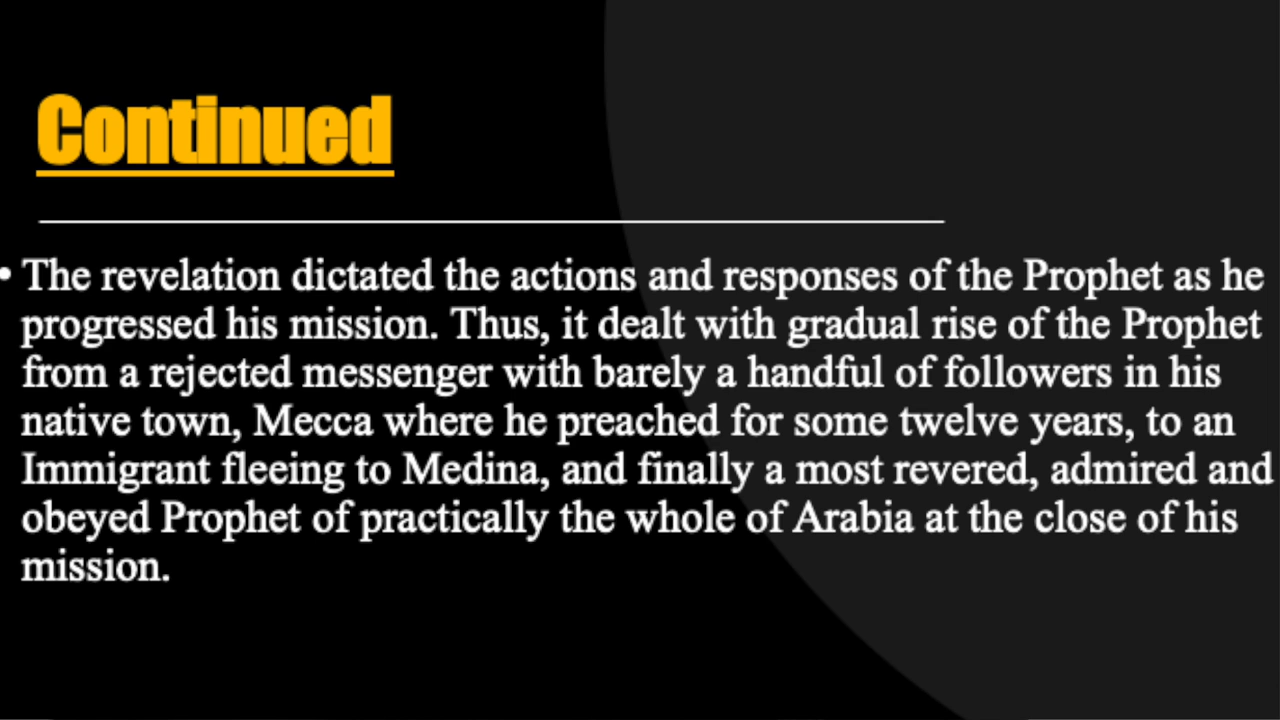 Continued
• The revelation dictated the actions and responses of the Prophet as he
progressed his mission. Thus, it dealt with gradual rise of the Prophet
from a rejected messenger with barely a handful of followers in his
native town, Mecca where he preached for some twelve years, to an
Immigrant fleeing to Medina, and finally a most revered, admired and
obeyed Prophet of practically the whole of Arabia at the close of his
mission.